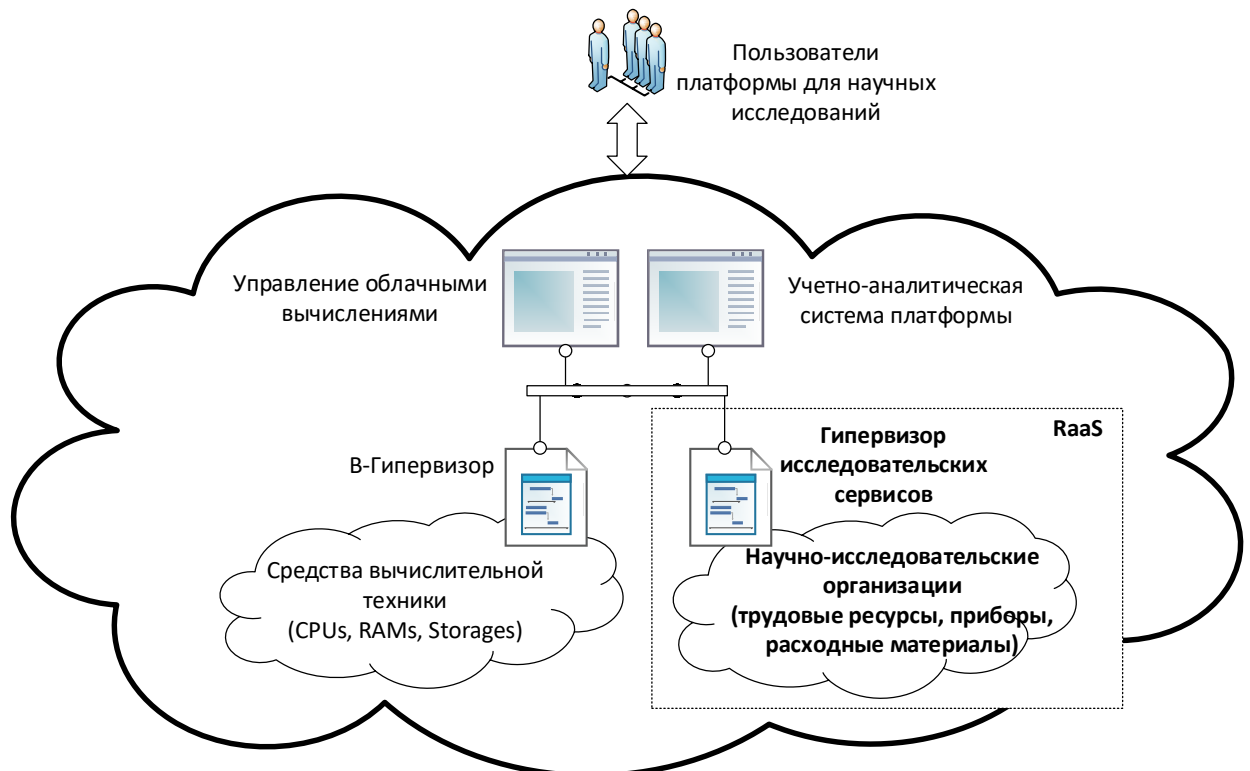 Пользователи
платформы для научных
исследований
Управление облачными
вычислениями
Учетно-аналитическая
система платформы
RaaS
В-Гипервизор
Гипервизор
исследовательских
сервисов
Средства вычислительной
техники
(CPUs, RAMs, Storages)
Научно-исследовательские
организации
(трудовые ресурсы, приборы,
расходные материалы)